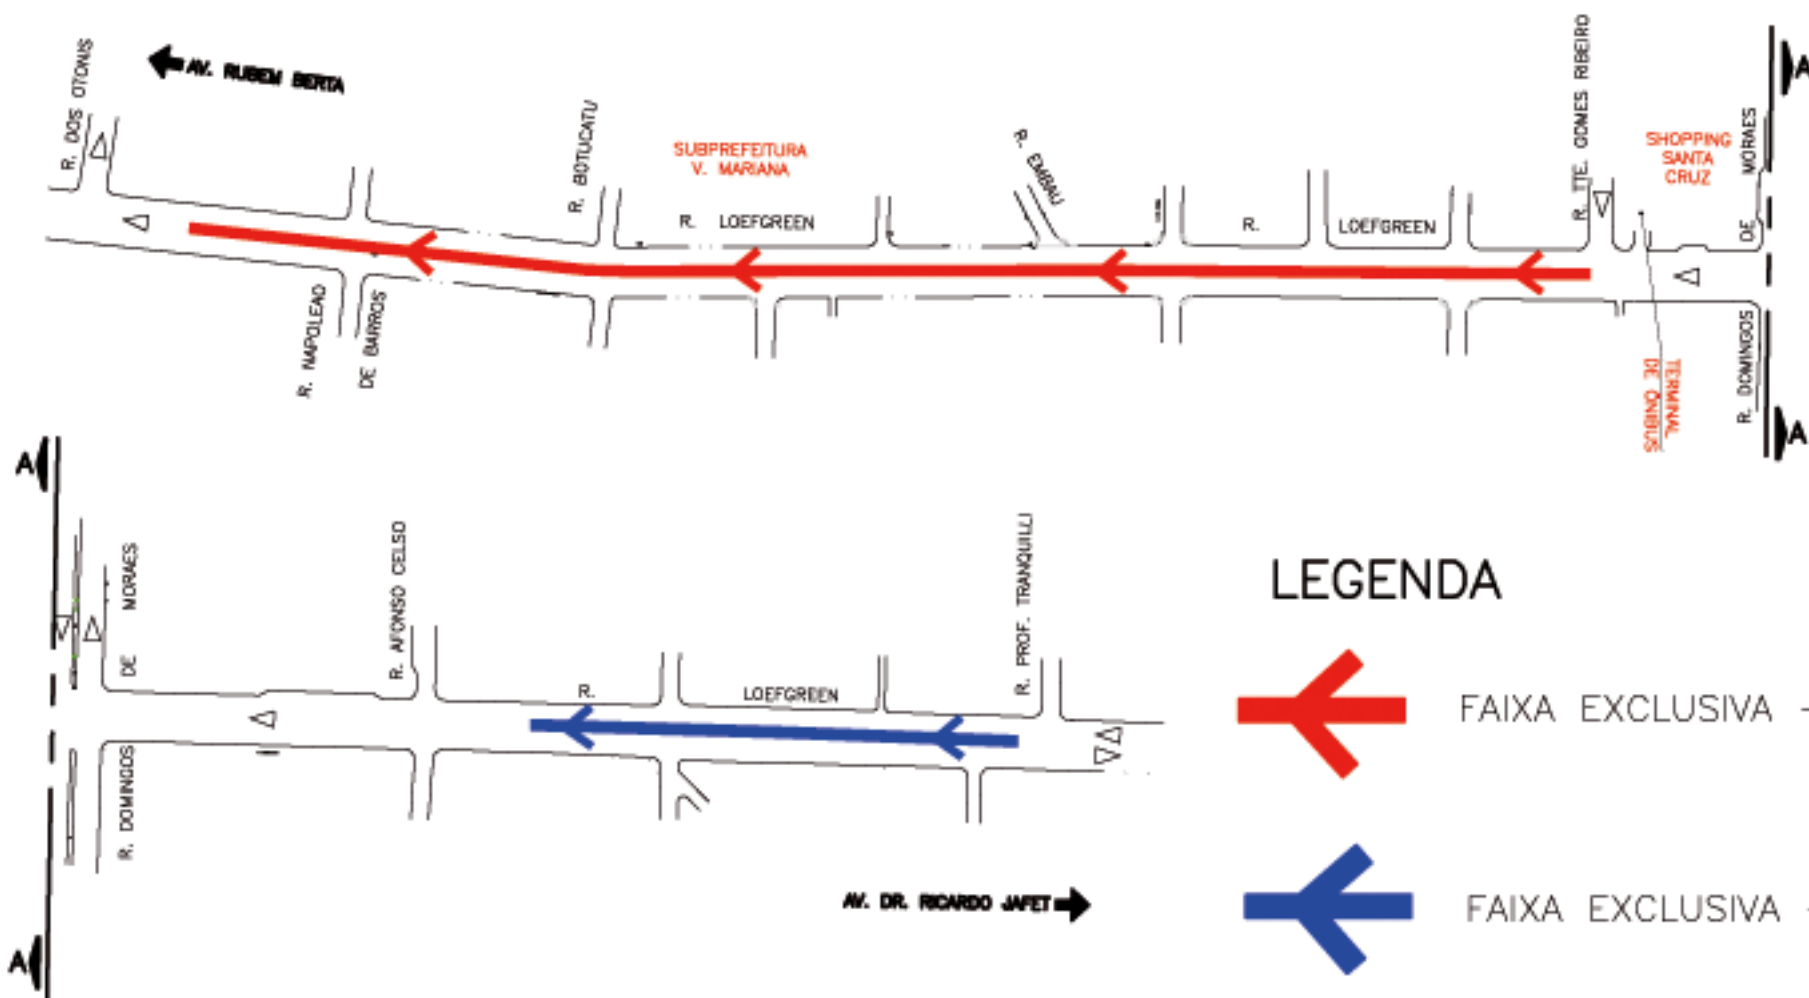 R. DOS OTONIS
AV. RUBEM BERTA
R. BOTUCATU
SUBPREFEITURA
V. MARIANA
R. LOEFGREEN
R. EMBAU
R. LOEFGREEN
R. TTE. GOMES RIBEIRO
SHOPPING
SANTA
CRUZ
DE MORAES
A
R. NAPOLEAO
DE BARROS
TERMINAL
DE ÔNIBUS
R. DOMINGOS
A
A
DE MORAES
R. AFONSO CELSO
R. LOEFGREEN
R. PROF. TRANQUILLI
R. DOMINGOS
AV. DR. RICARDO JAFET
A
LEGENDA
FAIXA EXCLUSIVA -
FAIXA EXCLUSIVA -